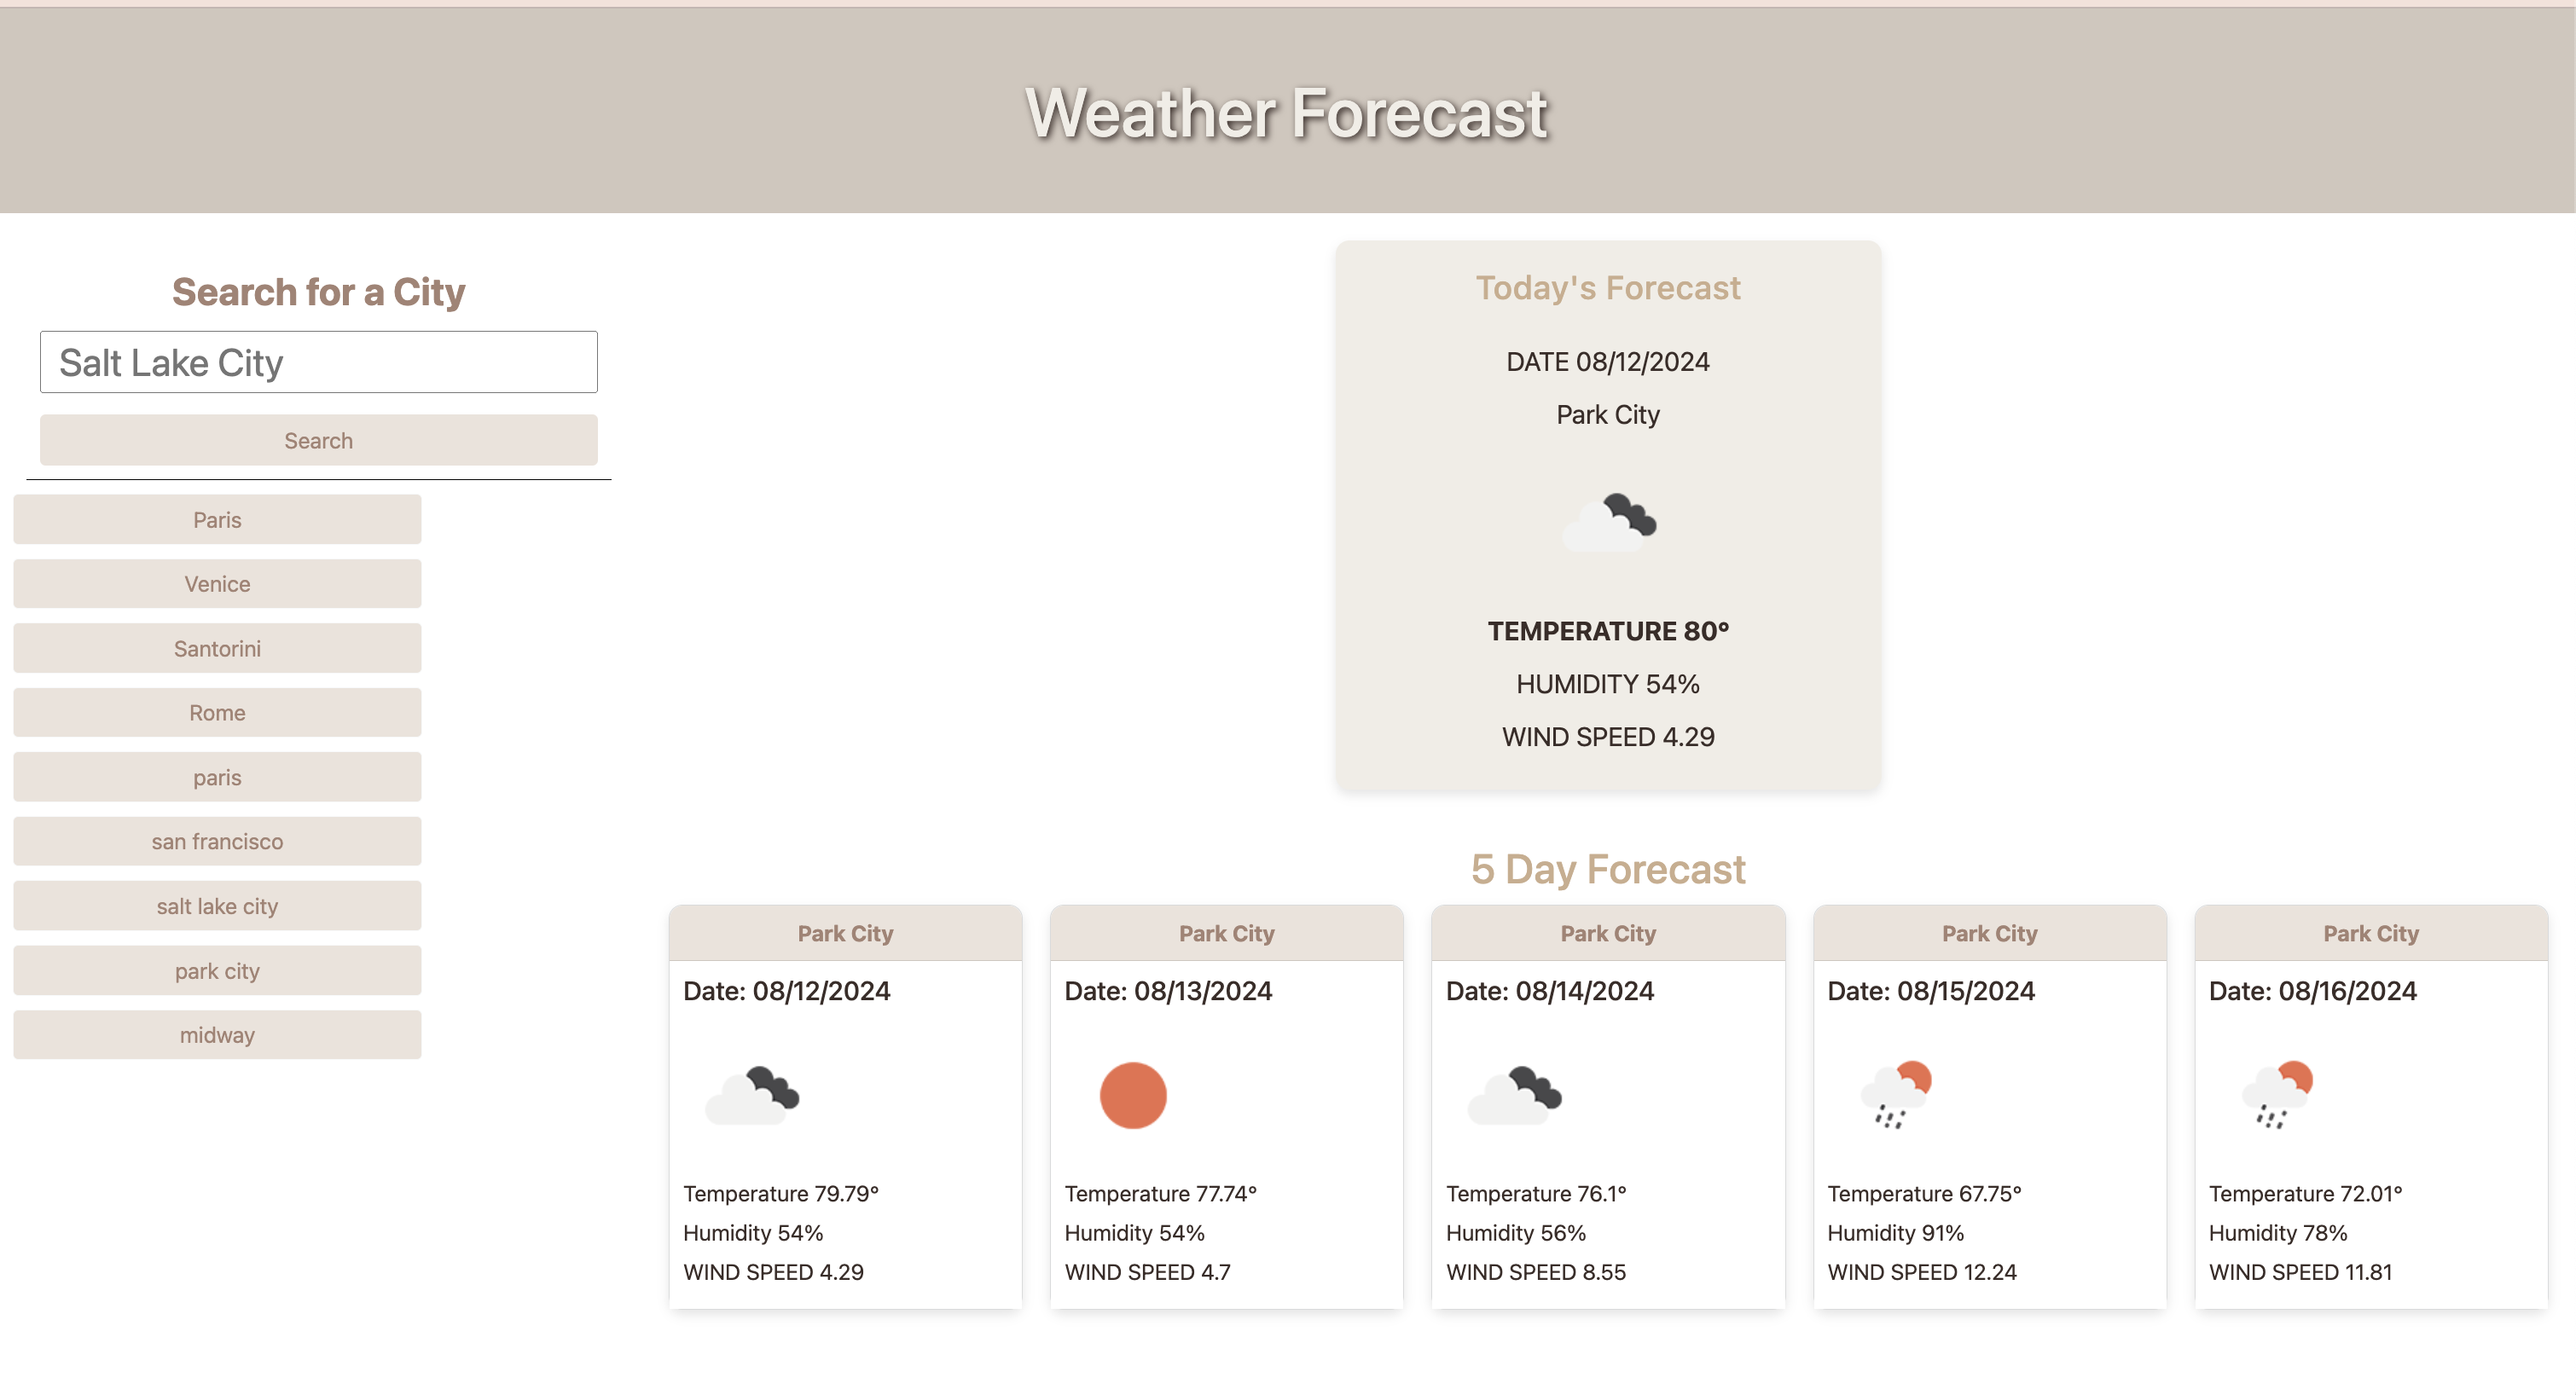 Weather Forecast
Search for a City
Salt Lake City
Search
Paris
Venice
Santorini
Rome
paris
san francisco
salt lake city
park city
midway
Today's Forecast
DATE 08/12/2024
Park City
TEMPERATURE 80°
HUMIDITY 54%
WIND SPEED 4.29
5 Day Forecast
Park City
Date: 08/12/2024
Temperature 79.79°
Humidity 54%
WIND SPEED 4.29
Park City
Date: 08/13/2024
Temperature 77.74°
Humidity 54%
WIND SPEED 4.7
Park City
Date: 08/14/2024
Temperature 76.1°
Humidity 56%
WIND SPEED 8.55
Park City
Date: 08/15/2024
Temperature 67.75°
Humidity 91%
WIND SPEED 12.24
Park City
Date: 08/16/2024
Temperature 72.01°
Humidity 78%
WIND SPEED 11.81